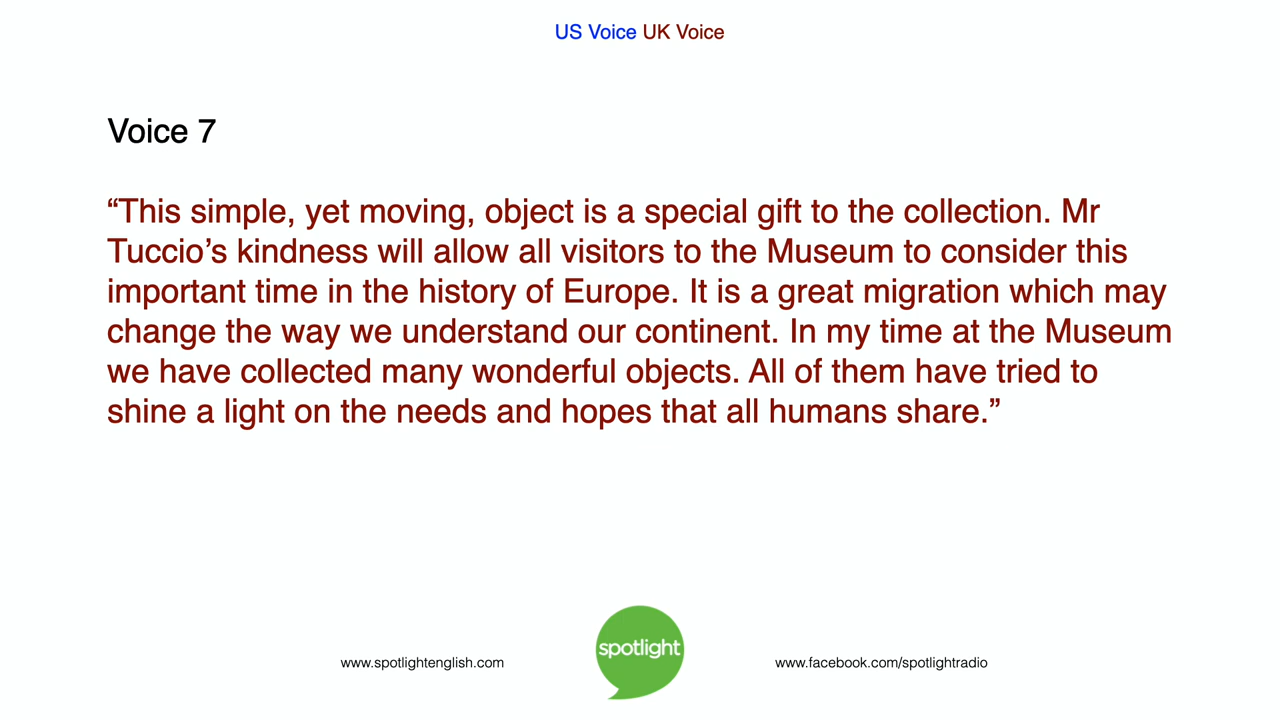 US Voice UK Voice
Voice 7
“This simple, yet moving, object is a special gift to the collection. Mr
Tuccio’s kindness will allow all visitors to the Museum to consider this
important time in the history of Europe. It is a great migration which may
change the way we understand our continent. In my time at the Museum
we have collected many wonderful objects. All of them have tried to
shine a light on the needs and hopes that all humans share.”
www.spotlightenglish.com
spotlight
www.facebook.com/spotlightradio